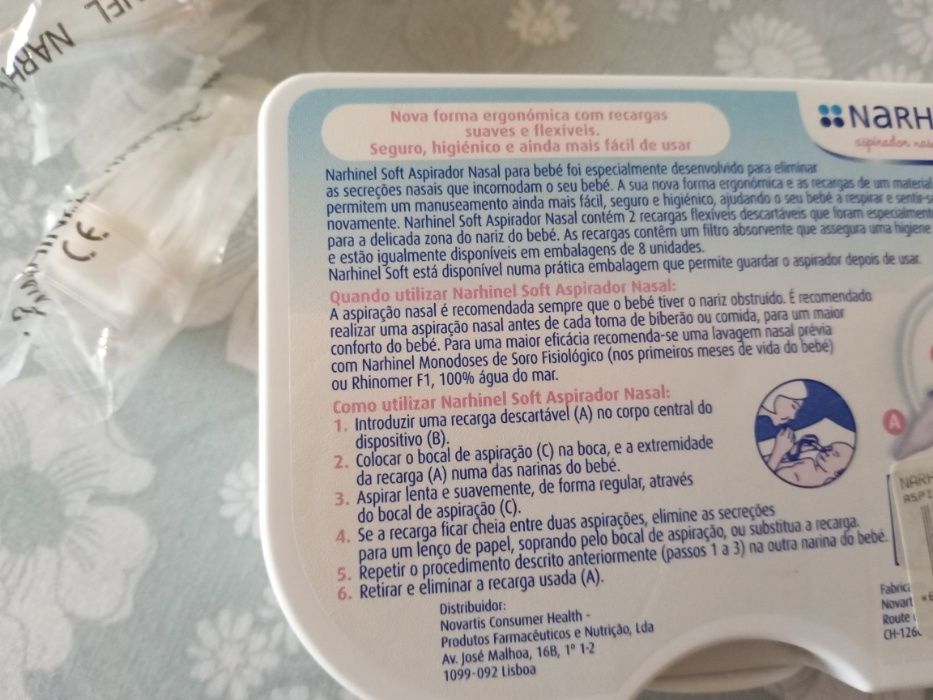 NARH
Nova forma ergonómica com recargas
suaves e flexíveis.
Seguro, higiénico e ainda mais fácil de usar
NARH
aspirador nas
Narhinel Soft Aspirador Nasal para bebé foi especialmente desenvolvido para eliminar
as secreções nasais que incomodam o seu bebé. A sua nova forma ergonómica e as recargas de um material
permitem um manuseamento ainda mais fácil, seguro e higiénico, ajudando o seu bebé a respirar e sentir-s
novamente. Narhinel Soft Aspirador Nasal contém 2 recargas flexíveis descartáveis que foram especialment
para a delicada zona do nariz do bebé. As recargas contêm um filtro absorvente que assegura uma higiene
e estão igualmente disponíveis em embalagens de 8 unidades.
Narhinel Soft está disponível numa prática embalagem que permite guardar o aspirador depois de usar.
Quando utilizar Narhinel Soft Aspirador Nasal:
A aspiração nasal é recomendada sempre que o bebé tiver o nariz obstruído. É recomendado
realizar uma aspiração nasal antes de cada toma de biberão ou comida, para um maior
conforto do bebé. Para uma maior eficácia recomenda-se uma lavagem nasal prévia
com Narhinel Monodoses de Soro Fisiológico (nos primeiros meses de vida do bebé)
ou Rhinomer F1, 100% água do mar.
Como utilizar Narhinel Soft Aspirador Nasal:
1. Introduzir uma recarga descartável (A) no corpo central do
dispositivo (B).
2. Colocar o bocal de aspiração (C) na boca, e a extremidade
da recarga (A) numa das narinas do bebé.
3. Aspirar lenta e suavemente, de forma regular, através
do bocal de aspiração (C).
4. Se a recarga ficar cheia entre duas aspirações, elimine as secreções
para um lenço de papel, soprando pelo bocal de aspiração, ou substitua a recarga.
5. Repetir o procedimento descrito anteriormente (passos 1 a 3) na outra narina do bebé.
6. Retirar e eliminar a recarga usada (A).
A
NARH
ASPI
Distribuidor:
Novartis Consumer Health -
Produtos Farmacêuticos e Nutrição, Lda
Av. José Malhoa, 16B, 1º 1-2
1099-092 Lisboa
Fabric
Novart
Route
CH-126